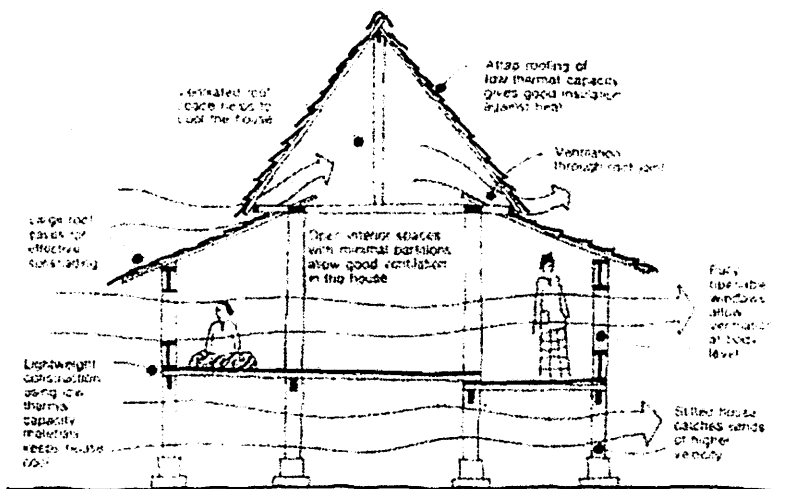 Ventilated roof
space helps to
cool the house
Attap roofing of
low thermal capacity
gives good insulation
against heat
Ventilation
through roof joint
Large roof
eaves for
effective
sunshading
Open interior spaces
with minimal partitions
allow good ventilation
in the house
Fully
openable
windows
allow
ventilation
at body
level
Lightweight
construction
using low
thermal
capacity
materials
keeps house
cool
Stilted house
catches winds
of higher
velocity